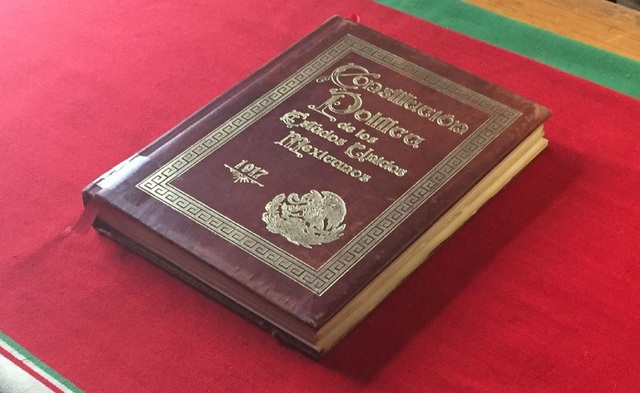 Constitución
Política
de los
Estados Unidos
Mexicanos
1917